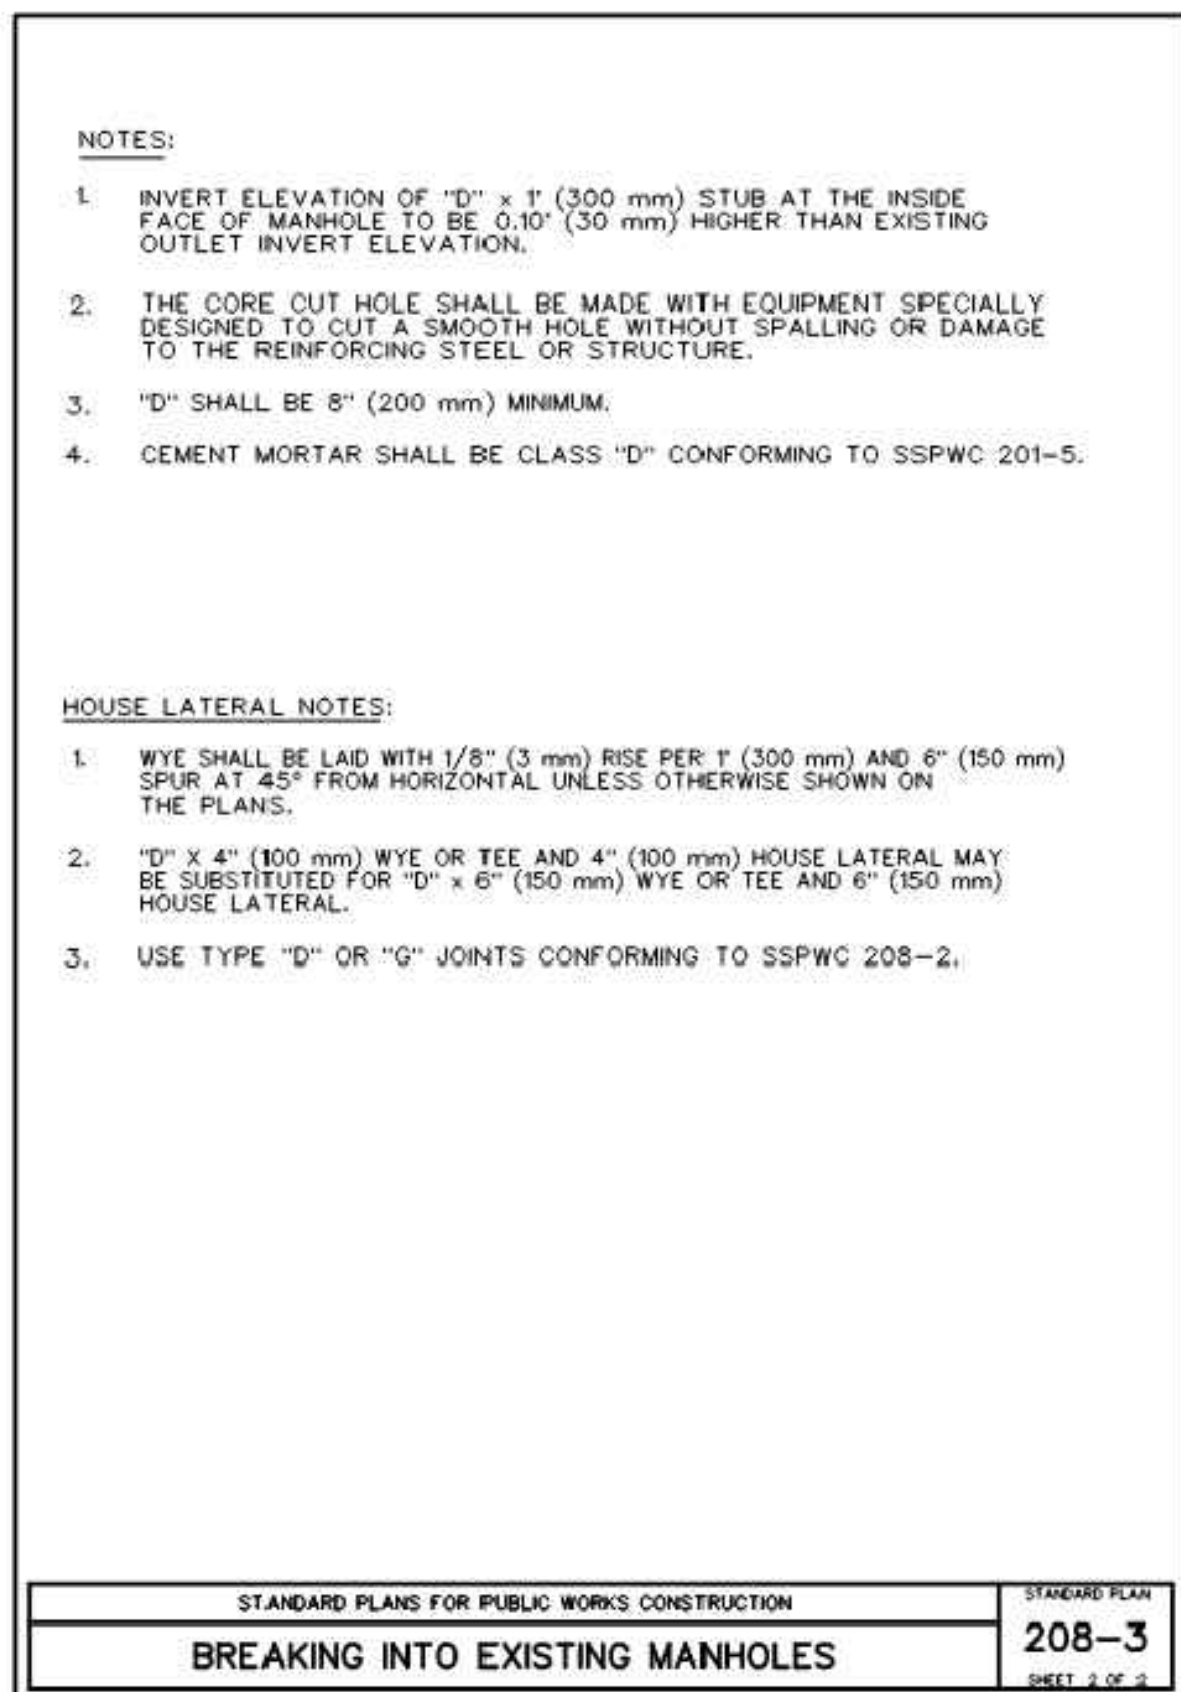 NOTES:
1. INVERT ELEVATION OF "D" x 1' (300 mm) STUB AT THE INSIDE
FACE OF MANHOLE TO BE 0.10' (30 mm) HIGHER THAN EXISTING
OUTLET INVERT ELEVATION.
2. THE CORE CUT HOLE SHALL BE MADE WITH EQUIPMENT SPECIALLY
DESIGNED TO CUT A SMOOTH HOLE WITHOUT SPALLING OR DAMAGE
TO THE REINFORCING STEEL OR STRUCTURE.
3. "D" SHALL BE 8" (200 mm) MINIMUM.
4. CEMENT MORTAR SHALL BE CLASS "D" CONFORMING TO SSPWC 201-5.
HOUSE LATERAL NOTES:
1. WYE SHALL BE LAID WITH 1/8" (3 mm) RISE PER 1' (300 mm) AND 6" (150 mm)
SPUR AT 45° FROM HORIZONTAL UNLESS OTHERWISE SHOWN ON
THE PLANS.
2. "D" X 4" (100 mm) WYE OR TEE AND 4" (100 mm) HOUSE LATERAL MAY
BE SUBSTITUTED FOR "D" x 6" (150 mm) WYE OR TEE AND 6" (150 mm)
HOUSE LATERAL.
3. USE TYPE "D" OR "G" JOINTS CONFORMING TO SSPWC 208-2.
STANDARD PLANS FOR PUBLIC WORKS CONSTRUCTION
BREAKING INTO EXISTING MANHOLES
STANDARD PLAN
208-3
SHEET 2 OF 2